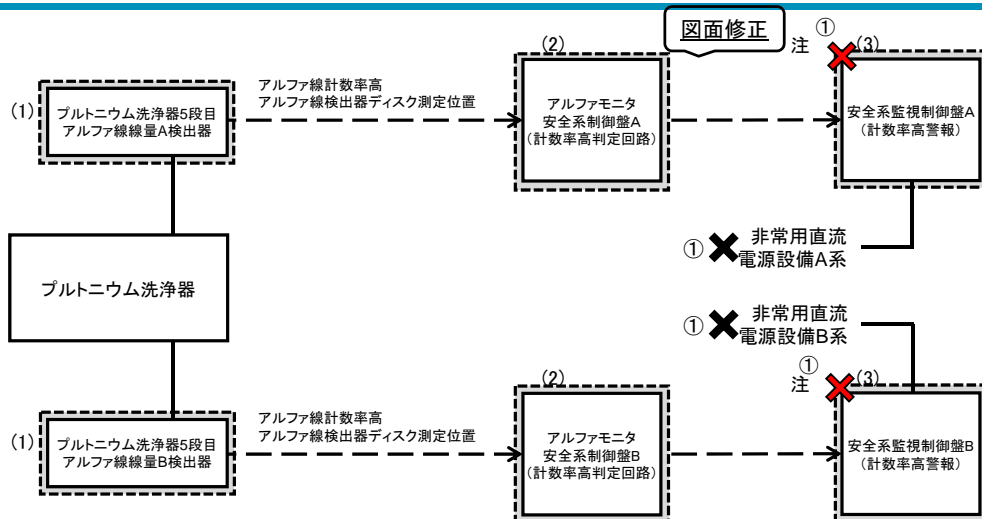 図面修正
①
注
(1)
プルトニウム洗浄器5段目
アルファ線線量A検出器
アルファ線計数率高
アルファ線検出器ディスク測定位置
(2)
アルファモニタ
安全系制御盤A
(計数率高判定回路)
(3)
安全系監視制御盤A
(計数率高警報)
① 非常用直流
電源設備A系
プルトニウム洗浄器
① 非常用直流
電源設備B系
①
注
(1)
プルトニウム洗浄器5段目
アルファ線線量B検出器
アルファ線計数率高
アルファ線検出器ディスク測定位置
(2)
アルファモニタ
安全系制御盤B
(計数率高判定回路)
(3)
安全系監視制御盤B
(計数率高警報)